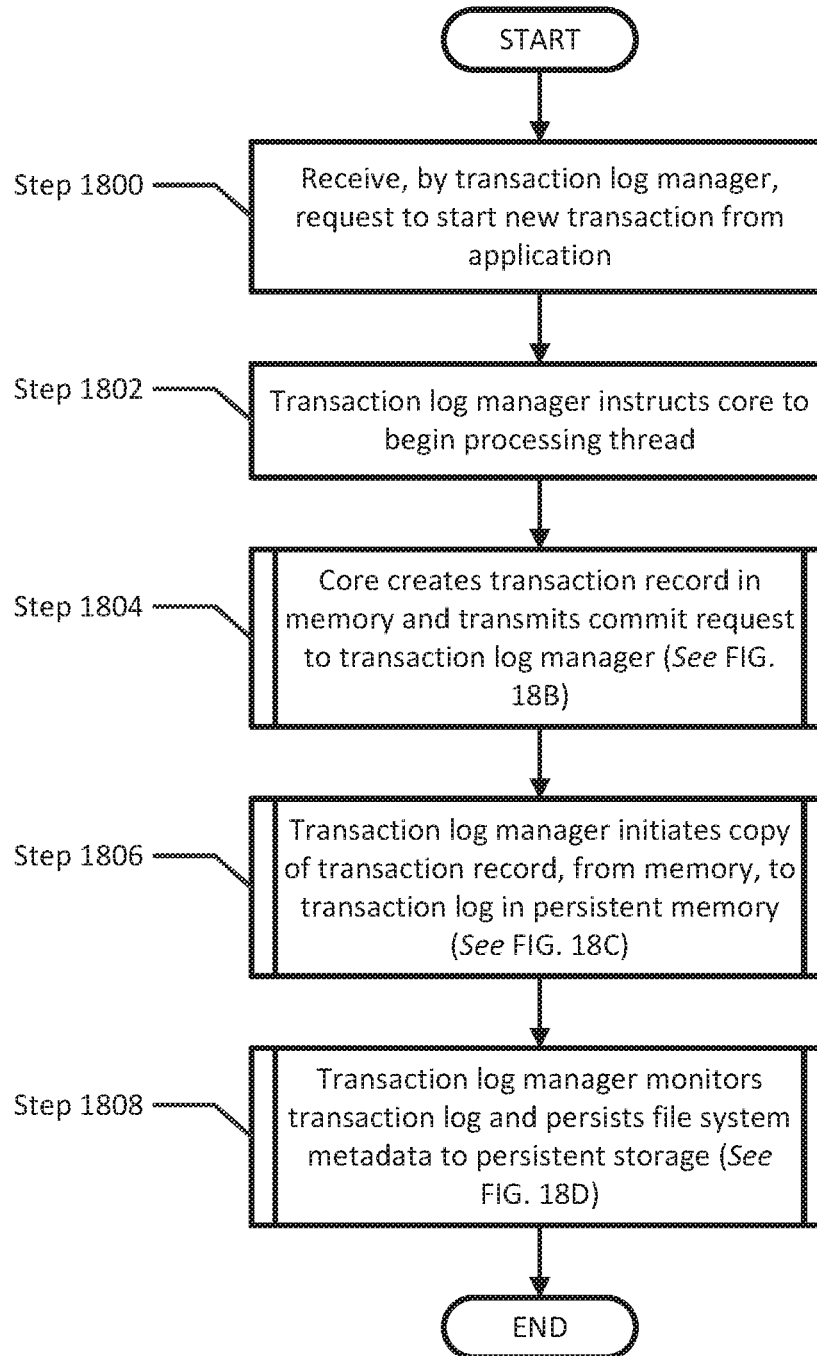 START
Step 1800
Receive, by transaction log manager,
request to start new transaction from
application
Step 1802
Transaction log manager instructs core to
begin processing thread
Step 1804
Core creates transaction record in
memory and transmits commit request
to transaction log manager (See FIG.
18B)
Step 1806
Transaction log manager initiates copy
of transaction record, from memory, to
transaction log in persistent memory
(See FIG. 18C)
Step 1808
Transaction log manager monitors
transaction log and persists file system
metadata to persistent storage (See
FIG. 18D)
END